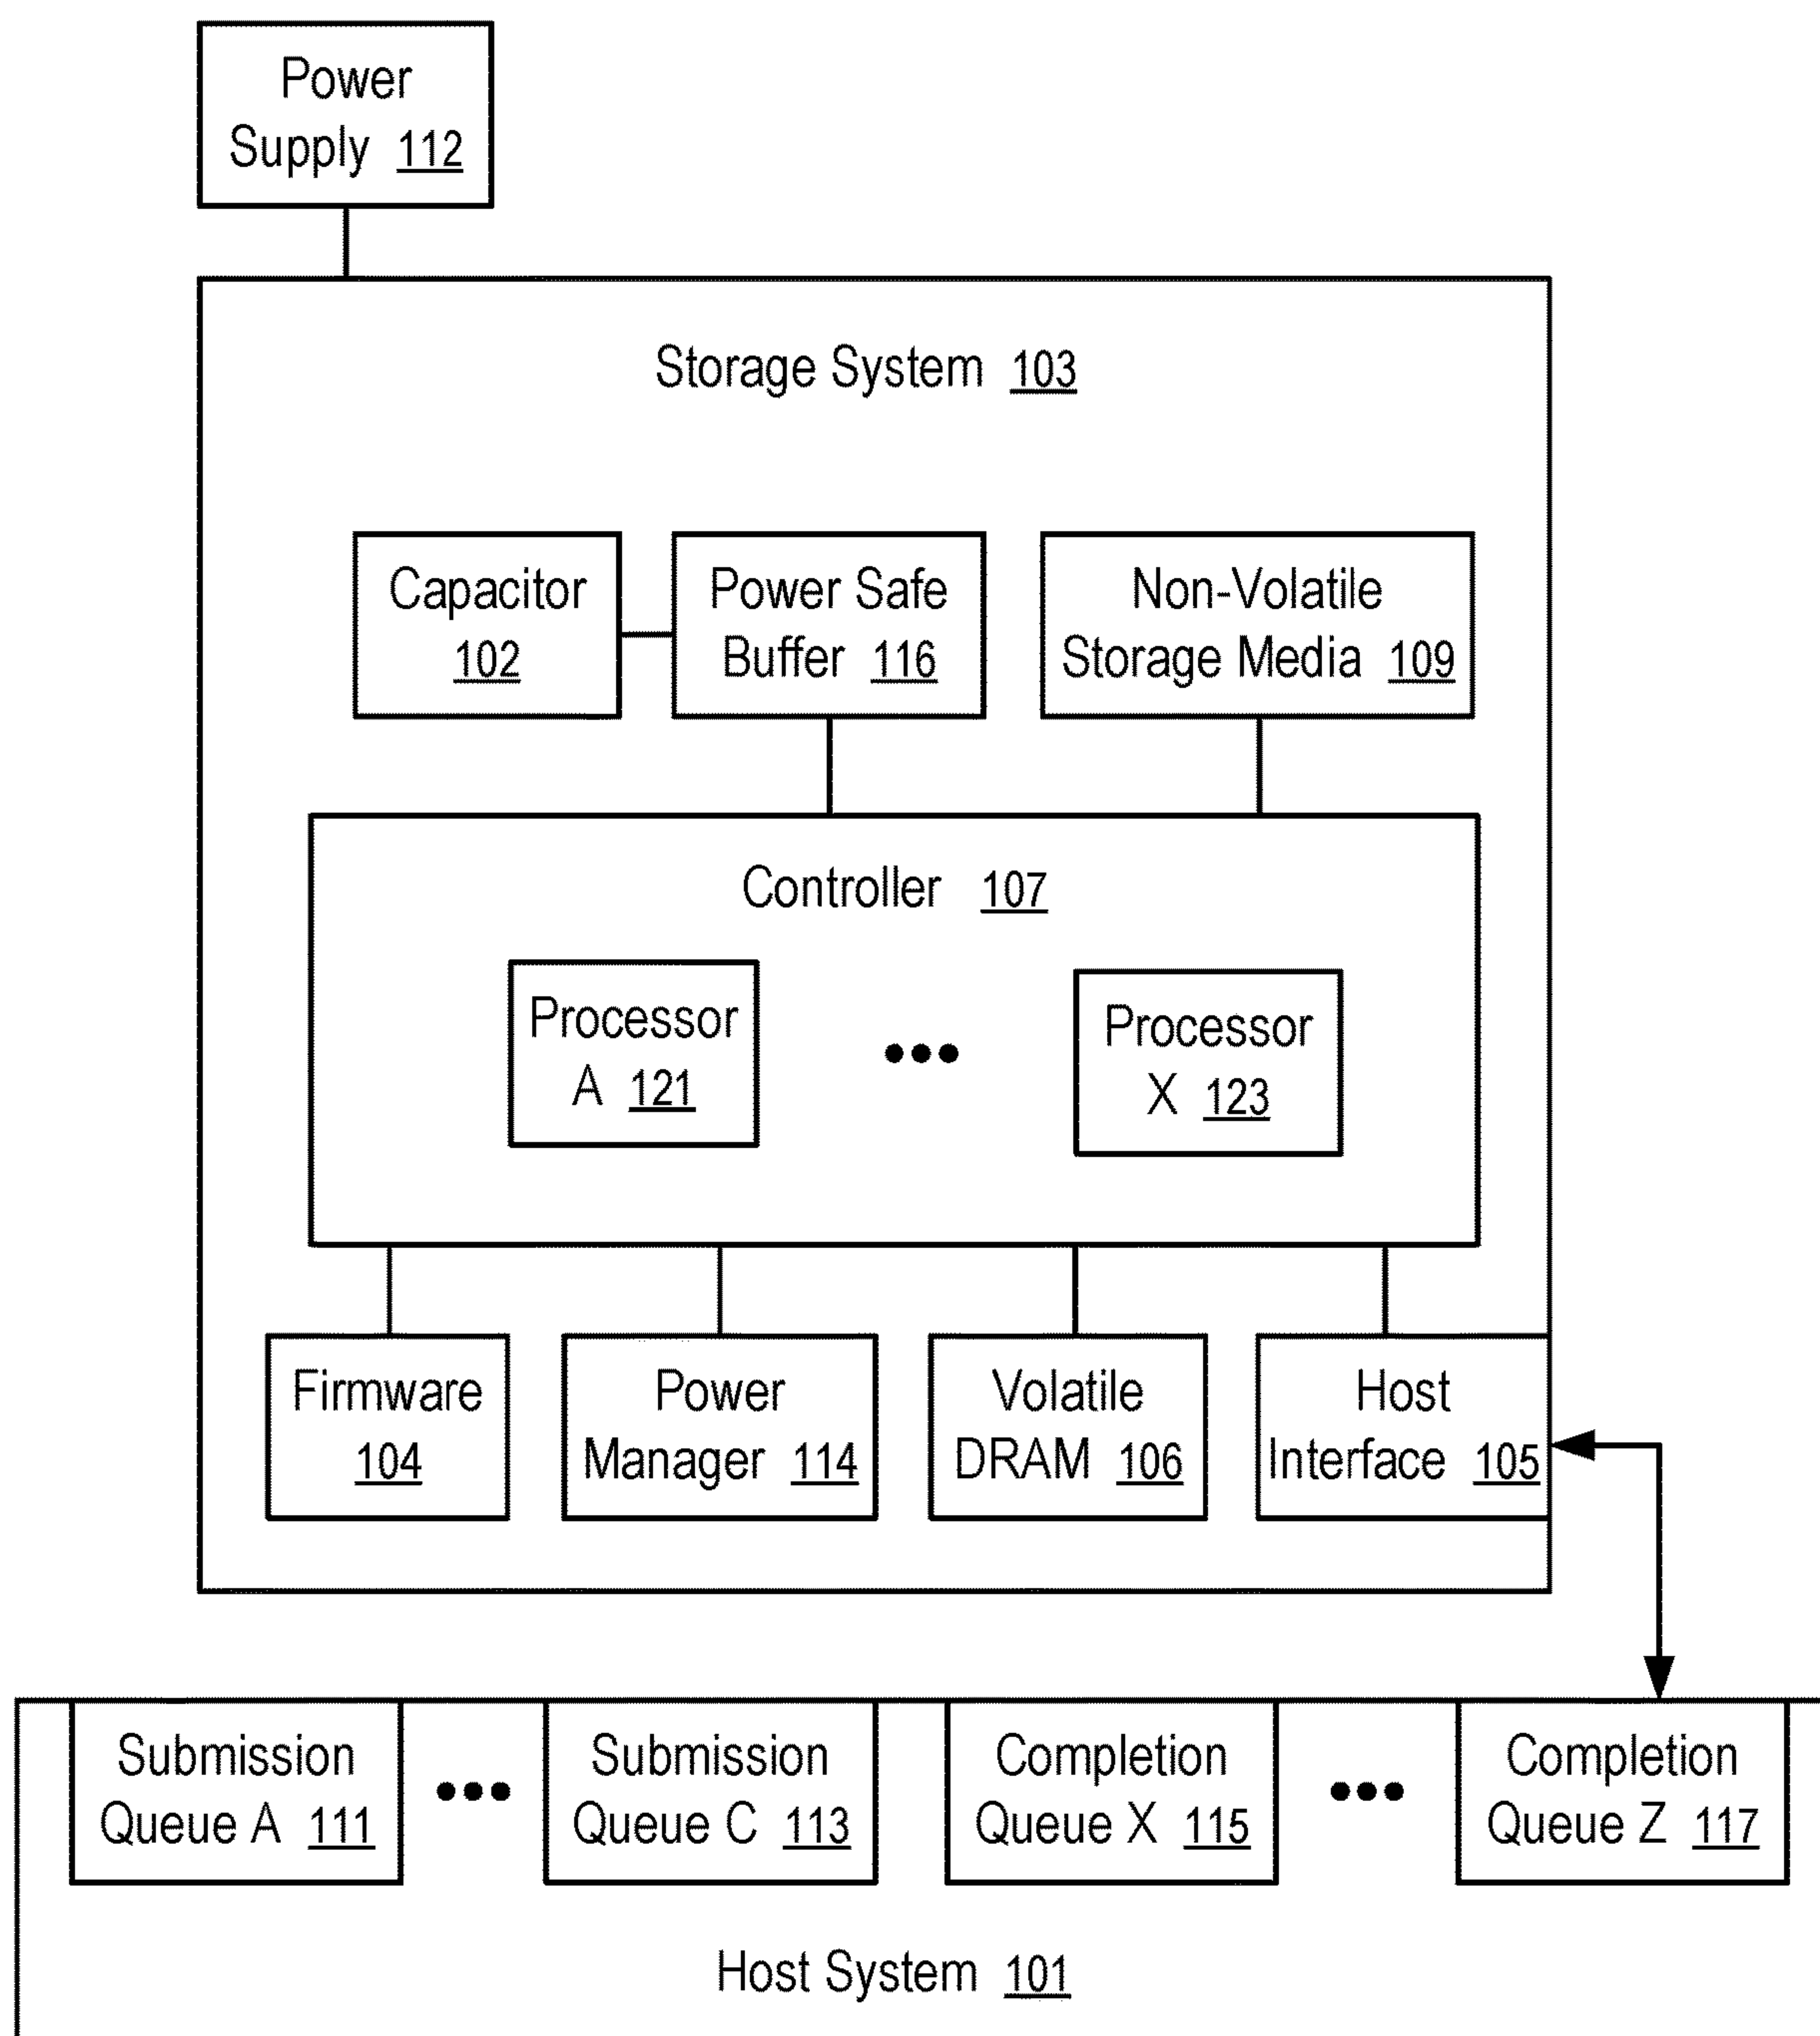 Power
Supply 112
Storage System 103
Capacitor
102
Power Safe
Buffer 116
Non-Volatile
Storage Media 109
Controller 107
Processor
A 121
Processor
X 123
Firmware
104
Power
Manager 114
Volatile
DRAM 106
Host
Interface 105
Submission
Queue A 111
Submission
Queue C 113
Completion
Queue X 115
Completion
Queue Z 117
Host System 101